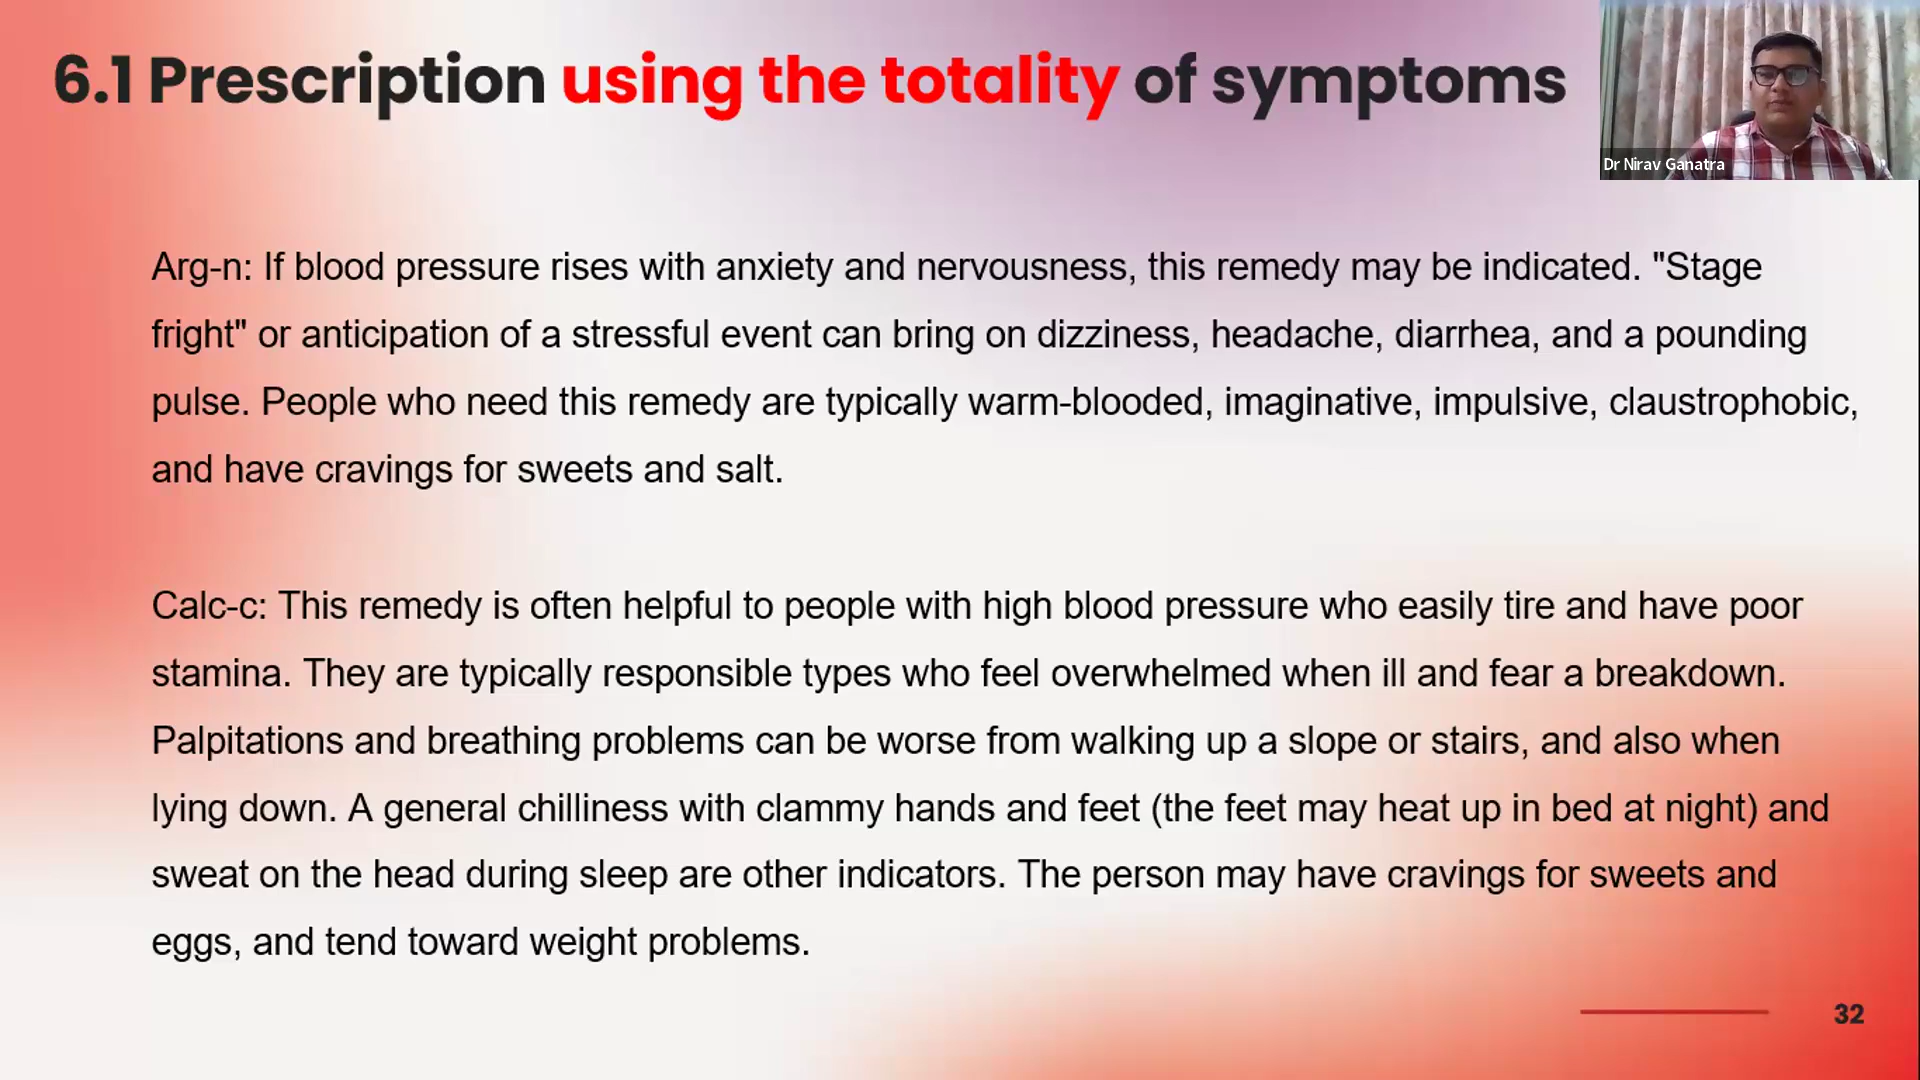 6.1 Prescription using the totality of symptoms
Dr Nirav Ganatra
Arg-n: If blood pressure rises with anxiety and nervousness, this remedy may be indicated. "Stage
fright" or anticipation of a stressful event can bring on dizziness, headache, diarrhea, and a pounding
pulse. People who need this remedy are typically warm-blooded, imaginative, impulsive, claustrophobic,
and have cravings for sweets and salt.
Calc-c: This remedy is often helpful to people with high blood pressure who easily tire and have poor
stamina. They are typically responsible types who feel overwhelmed when ill and fear a breakdown.
Palpitations and breathing problems can be worse from walking up a slope or stairs, and also when
lying down. A general chilliness with clammy hands and feet (the feet may heat up in bed at night) and
sweat on the head during sleep are other indicators. The person may have cravings for sweets and
eggs, and tend toward weight problems.
32